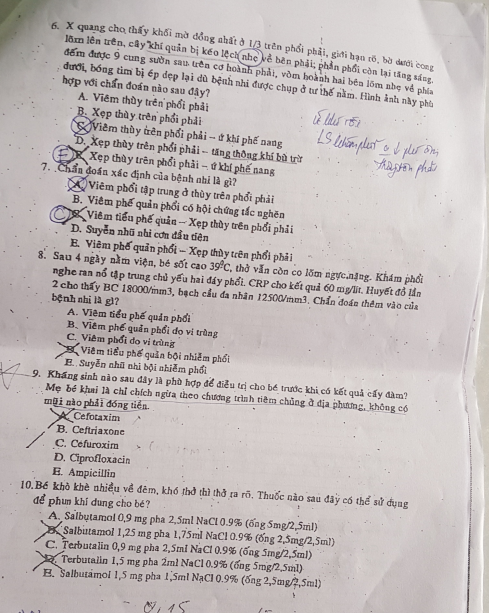 6. X quang cho thấy khối mờ đồng nhất ở 1/3 trên phổi phải, giới hạn rõ, bờ dưới cong
lõm lên trên, cây khí quản bị kéo lệch nhẹ về bên phải; phần phổi còn lại tăng sáng,
đếm được 9 cung sườn sau trên cơ hoành phải, vòm hoành hai bên lõm nhẹ về phía
dưới, bóng tim bị ép dẹp lại dù bệnh nhi được chụp ở tư thế nằm. Hình ảnh này phù
hợp với chẩn đoán nào sau đây?
A. Viêm thùy trên phổi phải
B. Xẹp thùy trên phổi phải
C. Viêm thùy trên phổi phải – ứ khí phế nang
D. Xẹp thùy trên phổi phải – tăng thông khí bù trừ
E. Xẹp thùy trên phổi phải – ứ khí phế nang
7. Chẩn đoán xác định của bệnh nhi là gì?
A. Viêm phổi tập trung ở thùy trên phổi phải
B. Viêm phế quản phổi có hội chứng tắc nghẽn
C. Viêm tiểu phế quản – Xẹp thùy trên phổi phải
D. Suyễn nhũ nhi cơn đầu tiên
E. Viêm phế quản phổi – Xẹp thùy trên phổi phải
8. Sau 4 ngày nằm viện, bé sốt cao 39°C, thở vẫn còn co lõm ngực nặng. Khám phổi
nghe ran nổ tập trung chủ yếu hai đáy phổi. CRP cho kết quả 60 mg/lít. Huyết đồ lần
2 cho thấy BC 18000/mm3, bạch cầu đa nhân 12500/mm3. Chẩn đoán thêm vào của
bệnh nhi là gì?
A. Viêm tiểu phế quản phổi
B. Viêm phế quản phổi do vi trùng
C. Viêm phổi do vi trùng
D. Viêm tiểu phế quản bội nhiễm phổi
E. Suyễn nhũ nhi bội nhiễm phổi
9. Kháng sinh nào sau đây là phù hợp để điều trị cho bé trước khi có kết quả cấy đàm?
Mẹ bé khai là chỉ chích ngừa theo chương trình tiêm chủng ở địa phương, không có
mũi nào phải đóng tiền.
A. Cefotaxim
B. Ceftriaxone
C. Cefuroxim
D. Ciprofloxacin
E. Ampicillin
10. Bé khò khè nhiều về đêm, khó thở thì thở ra rõ. Thuốc nào sau đây có thể sử dụng
để phun khí dung cho bé?
A. Salbutamol 0,9 mg pha 2,5ml NaCl 0.9% (ống 5mg/2,5ml)
B. Salbutamol 1,25 mg pha 1,75ml NaCl 0.9% (ống 2,5mg/2,5ml)
C. Terbutalin 0,9 mg pha 2,5ml NaCl 0.9% (ống 5mg/2,5ml)
D. Terbutalin 1,5 mg pha 2ml NaCl 0.9% (ống 5mg/2,5ml)
E. Salbutamol 1,5 mg pha 1,5ml NaCl 0.9% (ống 2,5mg/2,5ml)
0,15